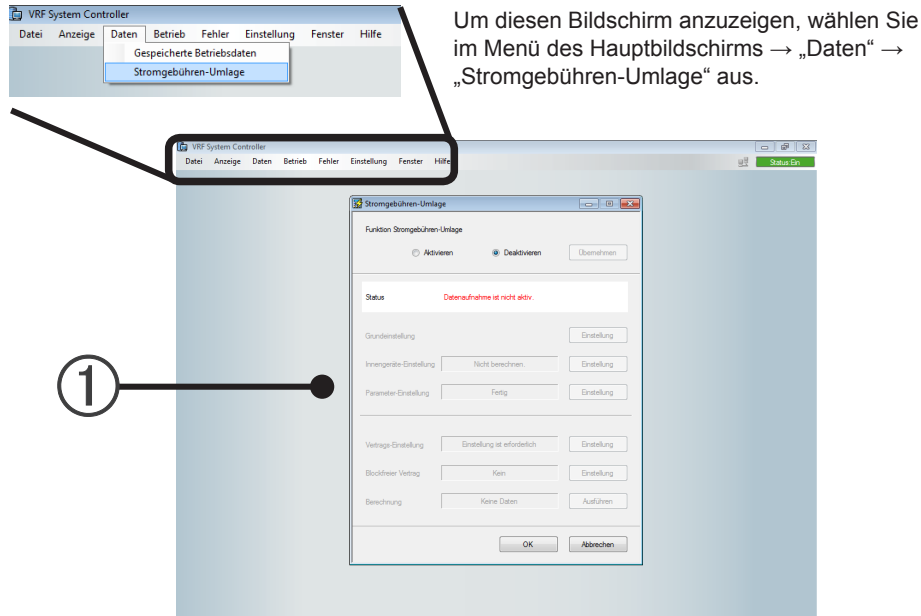 VRF System Controller
Datei Anzeige Daten Betrieb Fehler Einstellung Fenster Hilfe
Gespeicherte Betriebsdaten
Stromgebühren-Umlage
Um diesen Bildschirm anzuzeigen, wählen Sie
im Menü des Hauptbildschirms → „Daten“ →
„Stromgebühren-Umlage“ aus.
VRF System Controller
Datei Anzeige Daten Betrieb Fehler Einstellung Fenster Hilfe
Status:Ein
Stromgebühren-Umlage
Funktion Stromgebühren-Umlage
Aktivieren Deaktivieren Übernehmen
Status Datenaufnahme ist nicht aktiv.
Grundeinstellung Einstellung
Innengeräte-Einstellung Nicht berechnen. Einstellung
Parameter-Einstellung Fertig Einstellung
Vertrags-Einstellung Einstellung ist erforderlich Einstellung
Blockfreier Vertrag Kein Einstellung
Berechnung Keine Daten Ausführen
OK Abbrechen
①